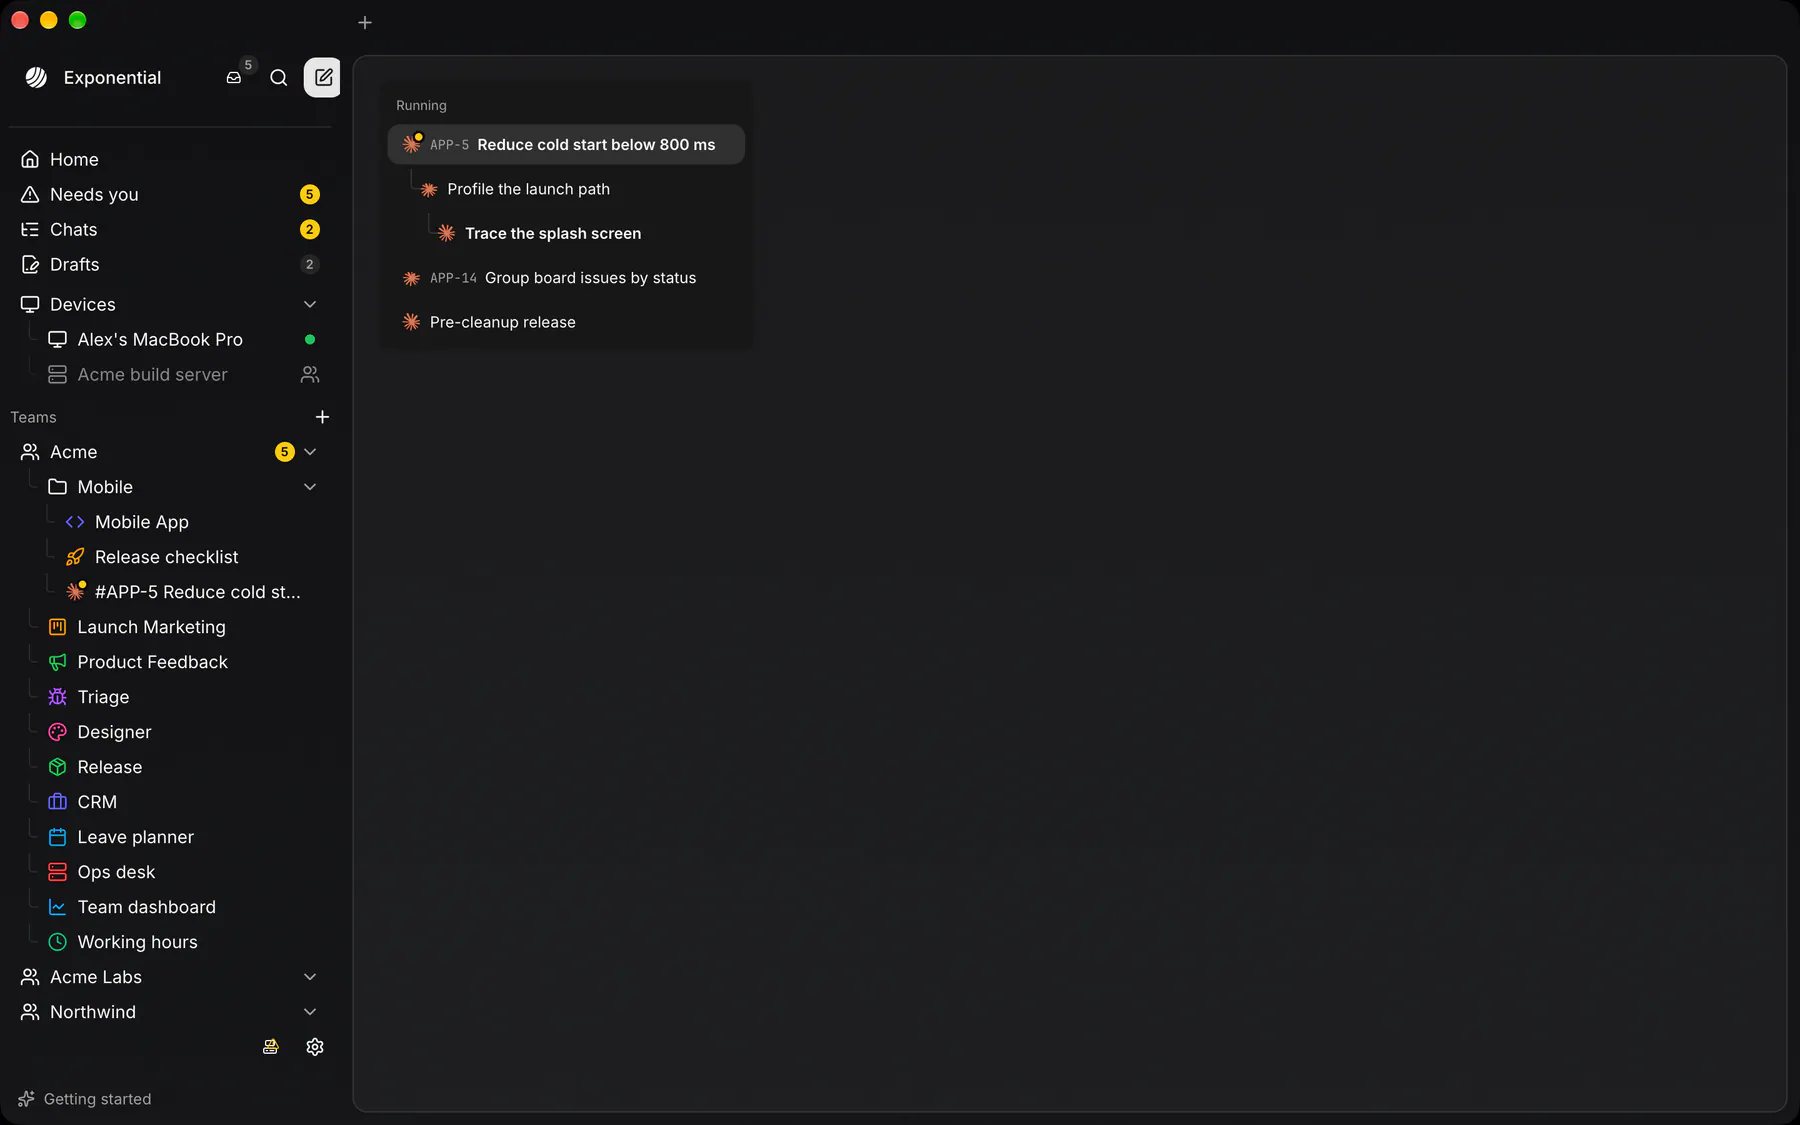 Exponential
5
Home
Needs you
5
Chats
2
Drafts
2
Devices
Alex's MacBook Pro
Acme build server
Teams
Acme
5
Mobile
Mobile App
Release checklist
#APP-5 Reduce cold st...
Launch Marketing
Product Feedback
Triage
Designer
Release
CRM
Leave planner
Ops desk
Team dashboard
Working hours
Acme Labs
Northwind
Getting started
Running
APP-5 Reduce cold start below 800 ms
Profile the launch path
Trace the splash screen
APP-14 Group board issues by status
Pre-cleanup release